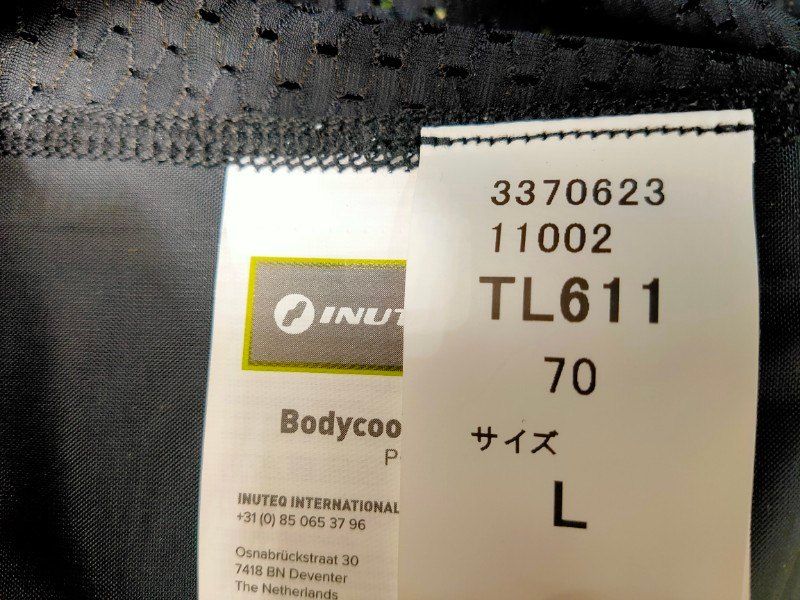 INUTEQ
Bodycoo
INUTEQ INTERNATIONAL
+31 (0) 85 065 37 96
Osnabrückstraat 30
7418 BN Deventer
The Netherlands
3370623
11002
TL611
70
サイズ
L